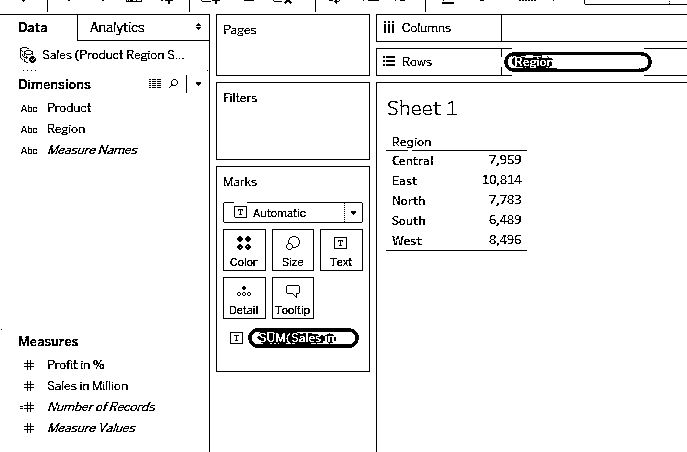 Data Analytics
Sales (Product Region S...
Dimensions
Abc Product
Abc Region
Abc Measure Names
Measures
# Profit in %
# Sales in Million
=# Number of Records
# Measure Values
Pages
Filters
Marks
T Automatic
Color Size Text
Detail Tooltip
T SUM(Sales in
Columns
Rows Region
Sheet 1
Region
Central 7,959
East 10,814
North 7,783
South 6,489
West 8,496